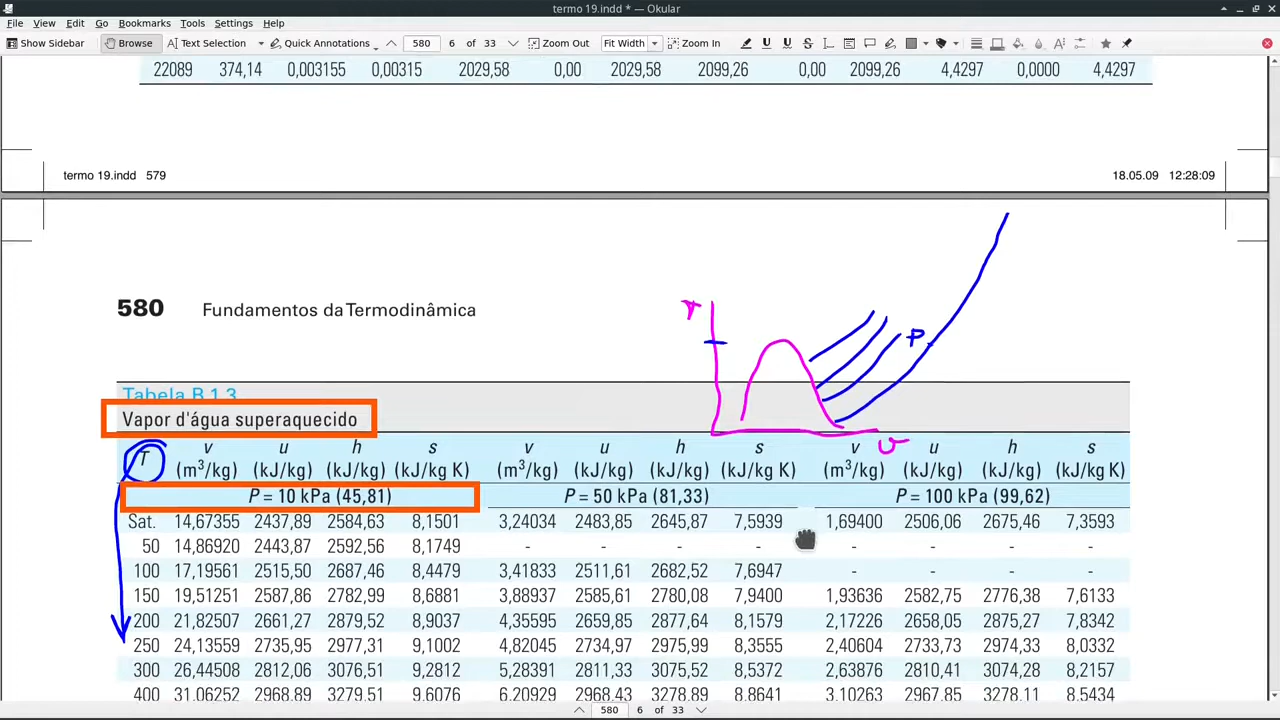 termo 19.indd * — Okular
File View Edit Go Bookmarks Tools Settings Help
Show Sidebar Browse Text Selection Quick Annotations 580 6 of 33 Zoom Out Fit Width Zoom In
22089 374,14 0,003155 0,00315 2029,58 0,00 2029,58 2099,26 0,00 2099,26 4,4297 0,0000 4,4297
termo 19.indd 579 18.05.09 12:28:09
580 Fundamentos da Termodinâmica
T
P
v
Tabela B.1.3
Vapor d'água superaquecido
T v u h s v u h s v u h s
(m³/kg) (kJ/kg) (kJ/kg) (kJ/kg K) (m³/kg) (kJ/kg) (kJ/kg) (kJ/kg K) (m³/kg) (kJ/kg) (kJ/kg) (kJ/kg K)
P = 10 kPa (45,81) P = 50 kPa (81,33) P = 100 kPa (99,62)
Sat. 14,67355 2437,89 2584,63 8,1501 3,24034 2483,85 2645,87 7,5939 1,69400 2506,06 2675,46 7,3593
50 14,86920 2443,87 2592,56 8,1749 - - - - - - - -
100 17,19561 2515,50 2687,46 8,4479 3,41833 2511,61 2682,52 7,6947 - - - -
150 19,51251 2587,86 2782,99 8,6881 3,88937 2585,61 2780,08 7,9400 1,93636 2582,75 2776,38 7,6133
200 21,82507 2661,27 2879,52 8,9037 4,35595 2659,85 2877,64 8,1579 2,17226 2658,05 2875,27 7,8342
250 24,13559 2735,95 2977,31 9,1002 4,82045 2734,97 2975,99 8,3555 2,40604 2733,73 2974,33 8,0332
300 26,44508 2812,06 3076,51 9,2812 5,28391 2811,33 3075,52 8,5372 2,63876 2810,41 3074,28 8,2157
400 31,06252 2968,89 3279,51 9,6076 6,20929 2968,43 3278,89 8,8641 3,10263 2967,85 3278,11 8,5434
580 6 of 33